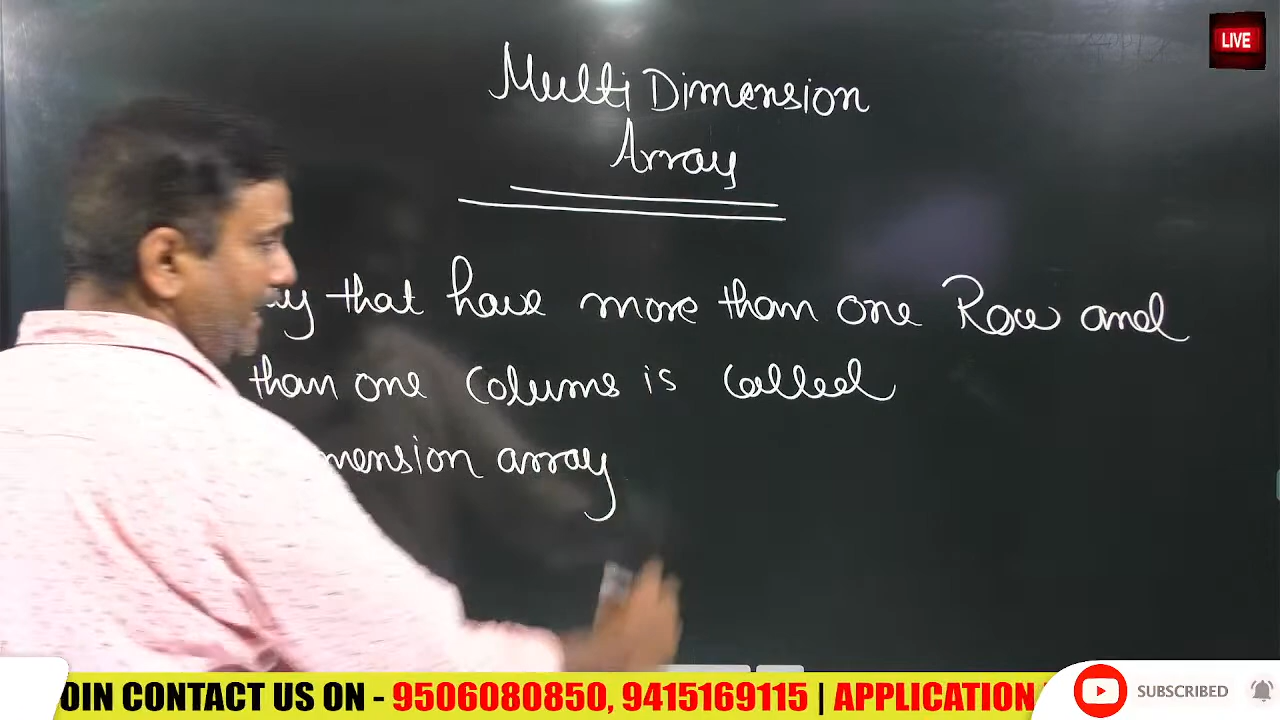 LIVE
Multi Dimension
Array
that have more than one Row and
than one Colums is called
mension array
OIN CONTACT US ON - 9506080850, 9415169115 | APPLICATION
SUBSCRIBED